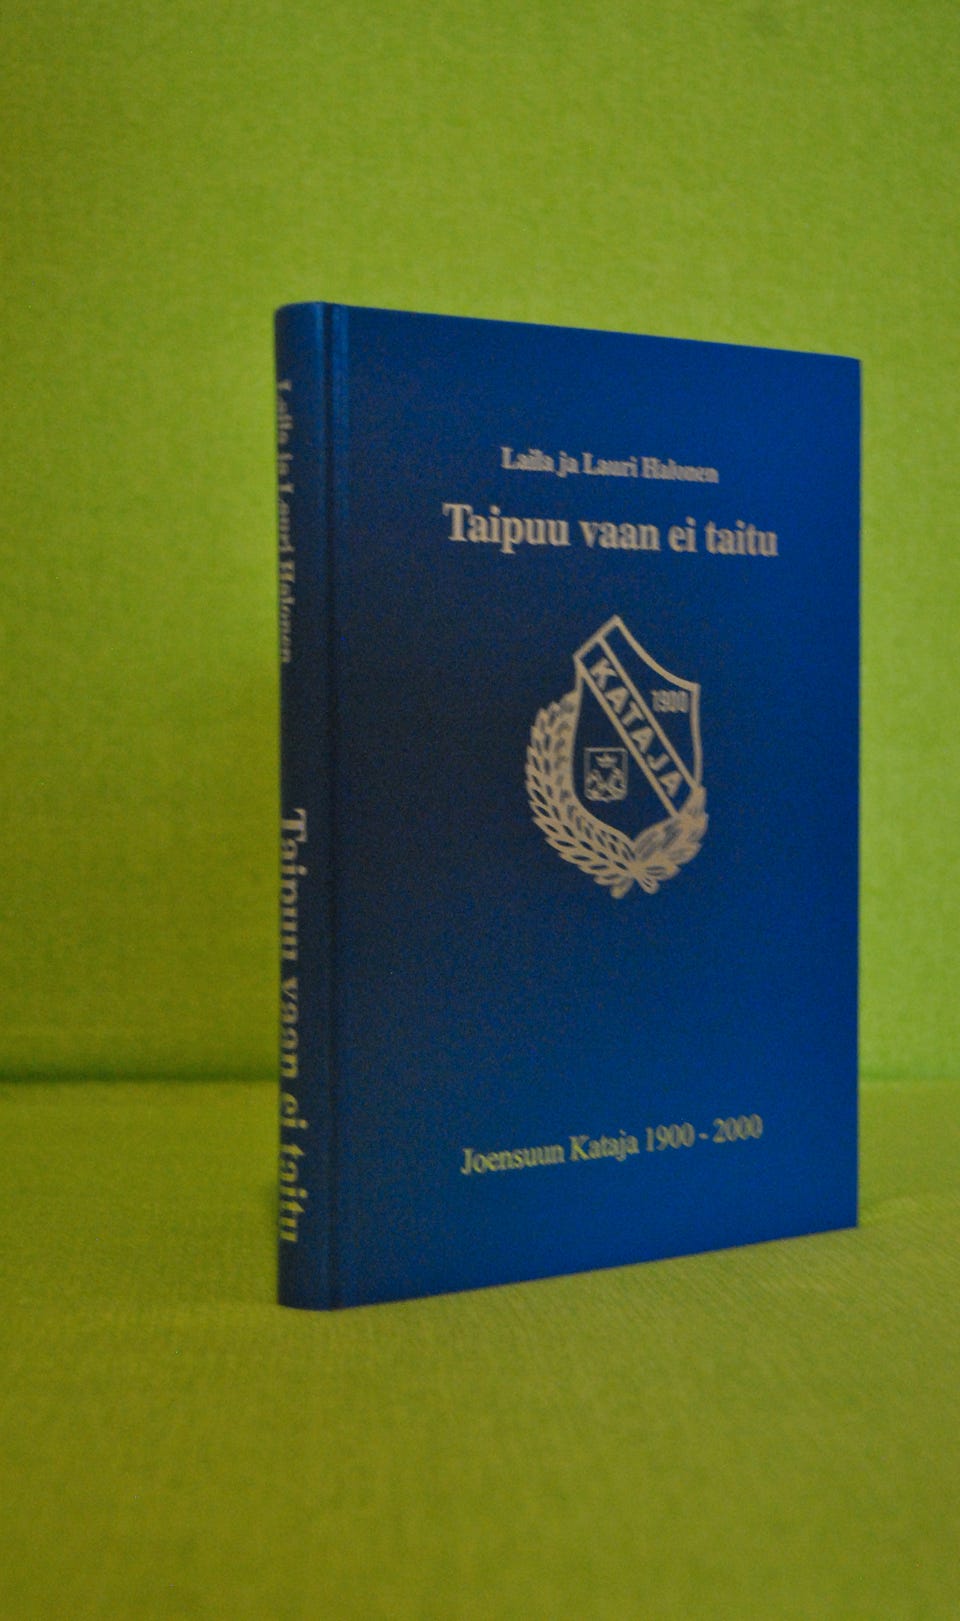 Laila ja Lauri Halonen
Taipuu vaan ei taitu
Laila ja Lauri Halonen
Taipuu vaan ei taitu
1900
KATAJA
Joensuun Kataja 1900 - 2000